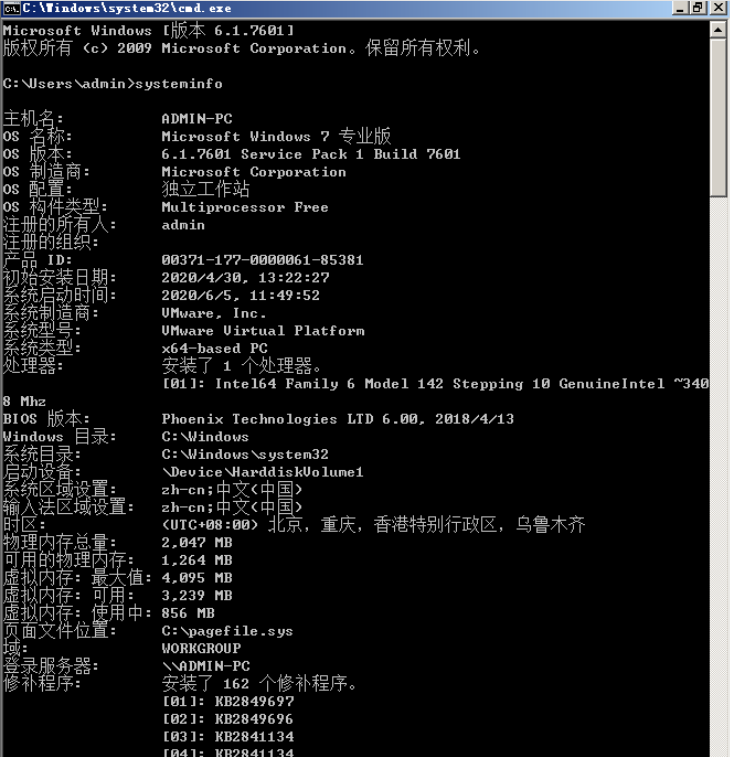 C:\Windows\system32\cmd.exe
Microsoft Windows [版本 6.1.7601]
版权所有 (c) 2009 Microsoft Corporation。保留所有权利。
C:\Users\admin>systeminfo
主机名: ADMIN-PC
OS 名称: Microsoft Windows 7 专业版
OS 版本: 6.1.7601 Service Pack 1 Build 7601
OS 制造商: Microsoft Corporation
OS 配置: 独立工作站
OS 构件类型: Multiprocessor Free
注册的所有人: admin
注册的组织:
产品 ID: 00371-177-0000061-85381
初始安装日期: 2020/4/30, 13:22:27
系统启动时间: 2020/6/5, 11:49:52
系统制造商: VMware, Inc.
系统型号: VMware Virtual Platform
系统类型: x64-based PC
处理器: 安装了 1 个处理器。
[01]: Intel64 Family 6 Model 142 Stepping 10 GenuineIntel ~340
8 Mhz
BIOS 版本: Phoenix Technologies LTD 6.00, 2018/4/13
Windows 目录: C:\Windows
系统目录: C:\Windows\system32
启动设备: \Device\HarddiskVolume1
系统区域设置: zh-cn;中文(中国)
输入法区域设置: zh-cn;中文(中国)
时区: (UTC+08:00) 北京，重庆，香港特别行政区，乌鲁木齐
物理内存总量: 2,047 MB
可用的物理内存: 1,264 MB
虚拟内存: 最大值: 4,095 MB
虚拟内存: 可用: 3,239 MB
虚拟内存: 使用中: 856 MB
页面文件位置: C:\pagefile.sys
域: WORKGROUP
登录服务器: \\ADMIN-PC
修补程序: 安装了 162 个修补程序。
[01]: KB2849697
[02]: KB2849696
[03]: KB2841134
[04]: KB2841134